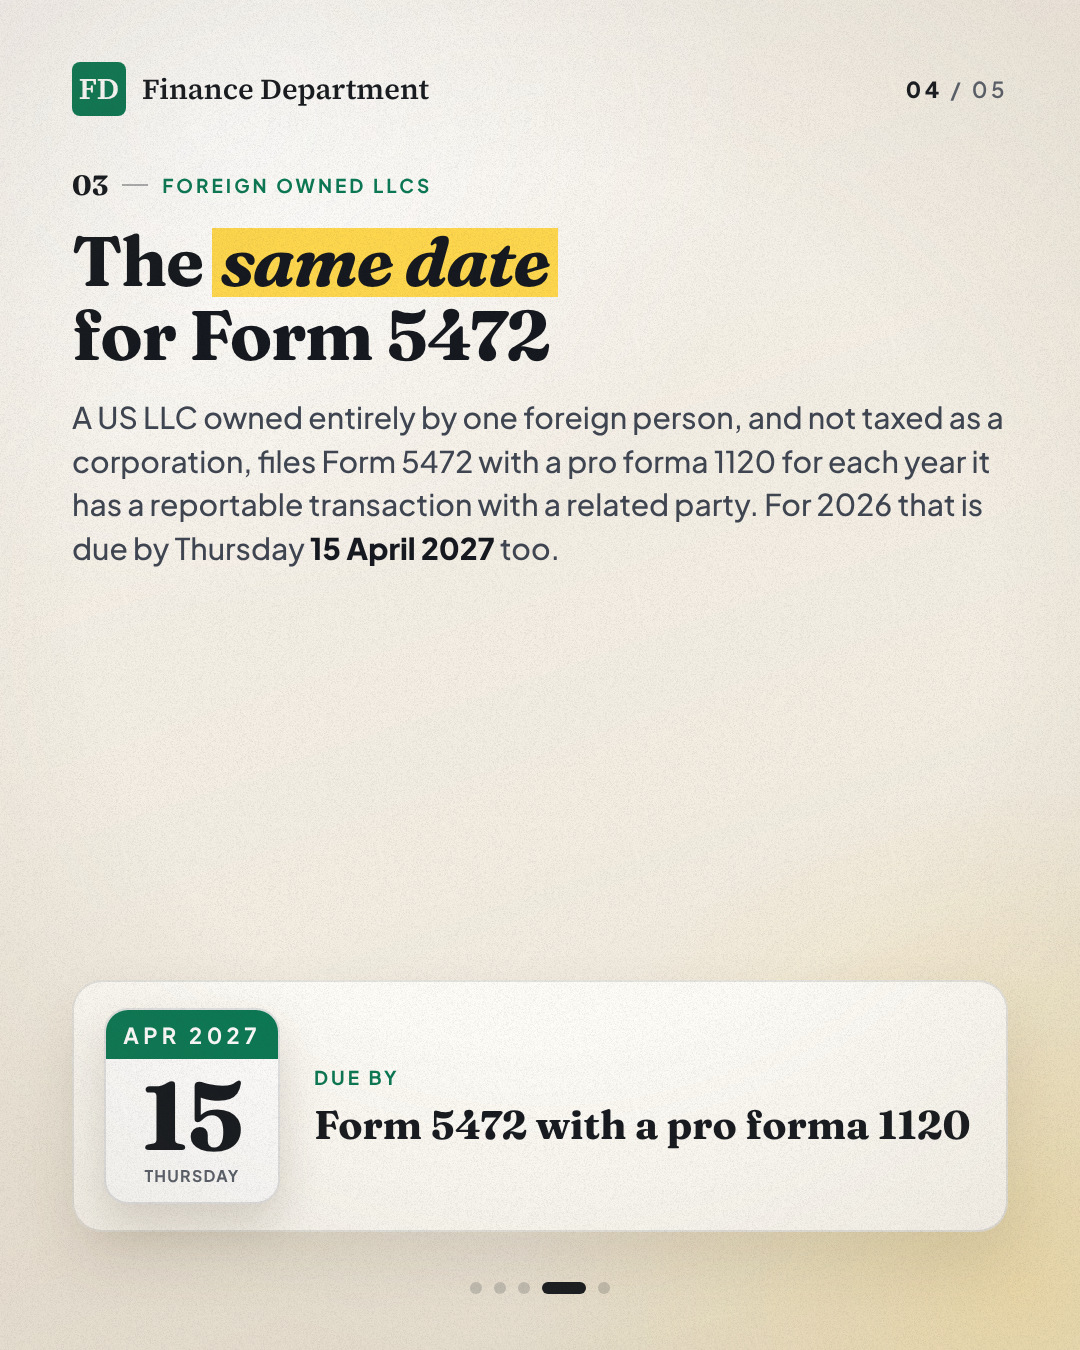 FD Finance Department
04 / 05
03 — FOREIGN OWNED LLCS
The same date
for Form 5472
A US LLC owned entirely by one foreign person, and not taxed as a
corporation, files Form 5472 with a pro forma 1120 for each year it
has a reportable transaction with a related party. For 2026 that is
due by Thursday 15 April 2027 too.
APR 2027
15
THURSDAY
DUE BY
Form 5472 with a pro forma 1120